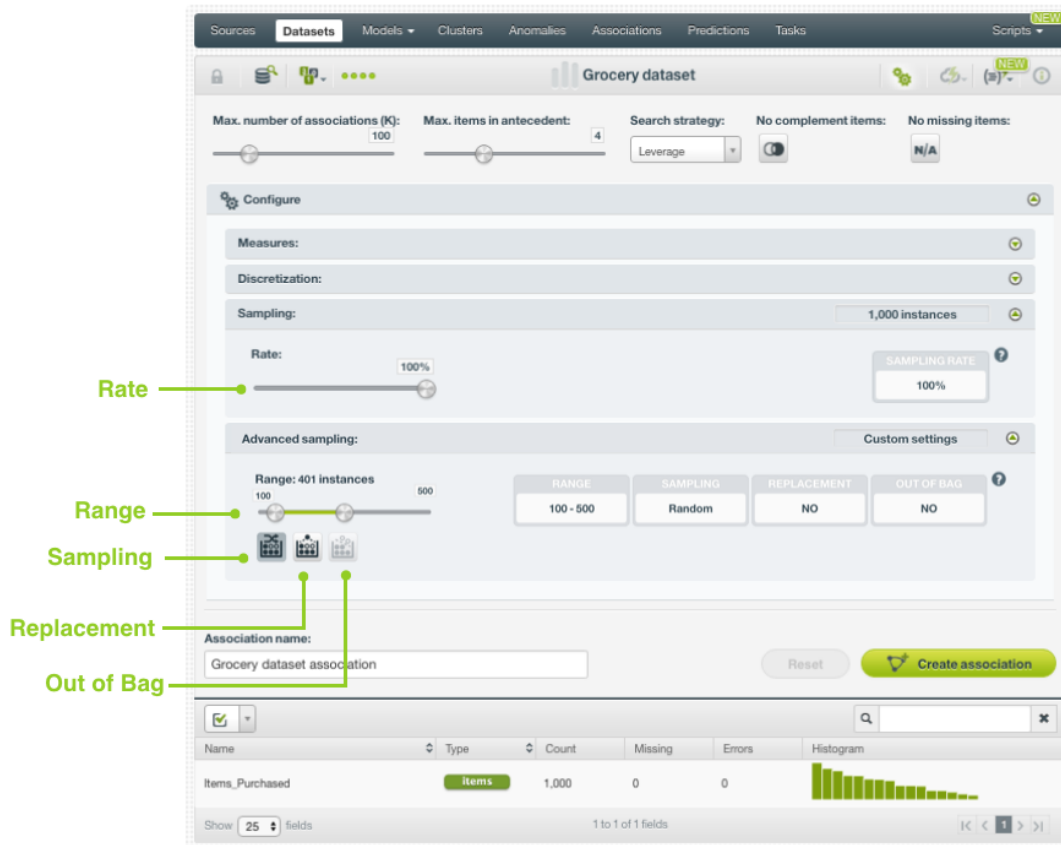 NEW
Sources Datasets Models Clusters Anomalies Associations Predictions Tasks Scripts
Grocery dataset
NEW
Max. number of associations (K): Max. items in antecedent: Search strategy: No complement items: No missing items:
100 4
Leverage N/A
Configure
Measures:
Discretization:
Sampling: 1,000 instances
Rate:
100%
SAMPLING RATE
100%
Rate
Advanced sampling: Custom settings
Range: 401 instances
100 500
RANGE SAMPLING REPLACEMENT OUT OF BAG
100 - 500 Random NO NO
Range
Sampling
Replacement
Association name:
Grocery dataset association
Reset Create association
Out of Bag
Name Type Count Missing Errors Histogram
Items_Purchased items 1,000 0 0
Show 25 fields 1 to 1 of 1 fields 1